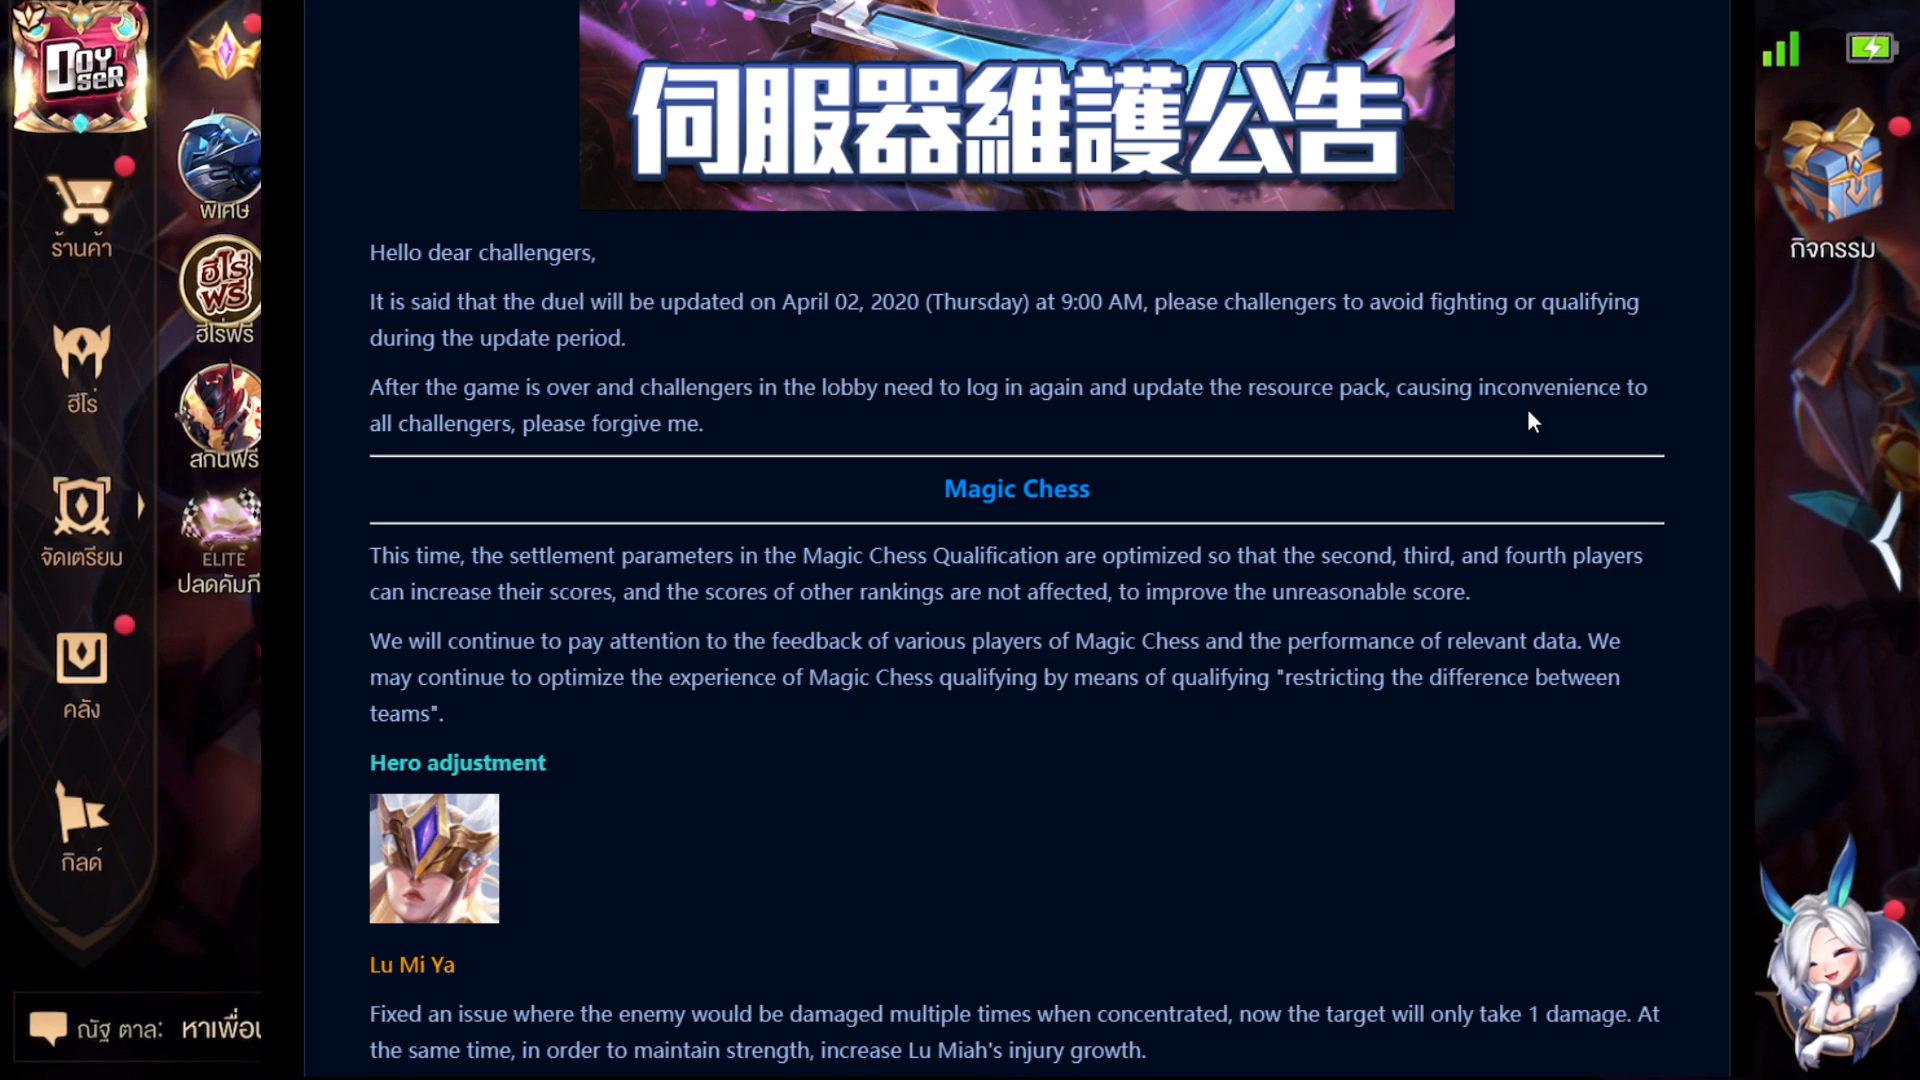 DOY
SER
ร้านค้า
ฮีโร่
จัดเตรียม
คลัง
กิลด์
ณัฐ ตาล:
พิเศษ
ฮีโร่
ฟรี
ฮีโร่ฟรี
สกินฟรี
ELITE
伺服器維護公告
Hello dear challengers,
It is said that the duel will be updated on April 02, 2020 (Thursday) at 9:00 AM, please challengers to avoid fighting or qualifying
during the update period.
After the game is over and challengers in the lobby need to log in again and update the resource pack, causing inconvenience to
all challengers, please forgive me.
Magic Chess
This time, the settlement parameters in the Magic Chess Qualification are optimized so that the second, third, and fourth players
can increase their scores, and the scores of other rankings are not affected, to improve the unreasonable score.
We will continue to pay attention to the feedback of various players of Magic Chess and the performance of relevant data. We
may continue to optimize the experience of Magic Chess qualifying by means of qualifying "restricting the difference between
teams".
Hero adjustment
Lu Mi Ya
Fixed an issue where the enemy would be damaged multiple times when concentrated, now the target will only take 1 damage. At
the same time, in order to maintain strength, increase Lu Miah's injury growth.
กิจกรรม